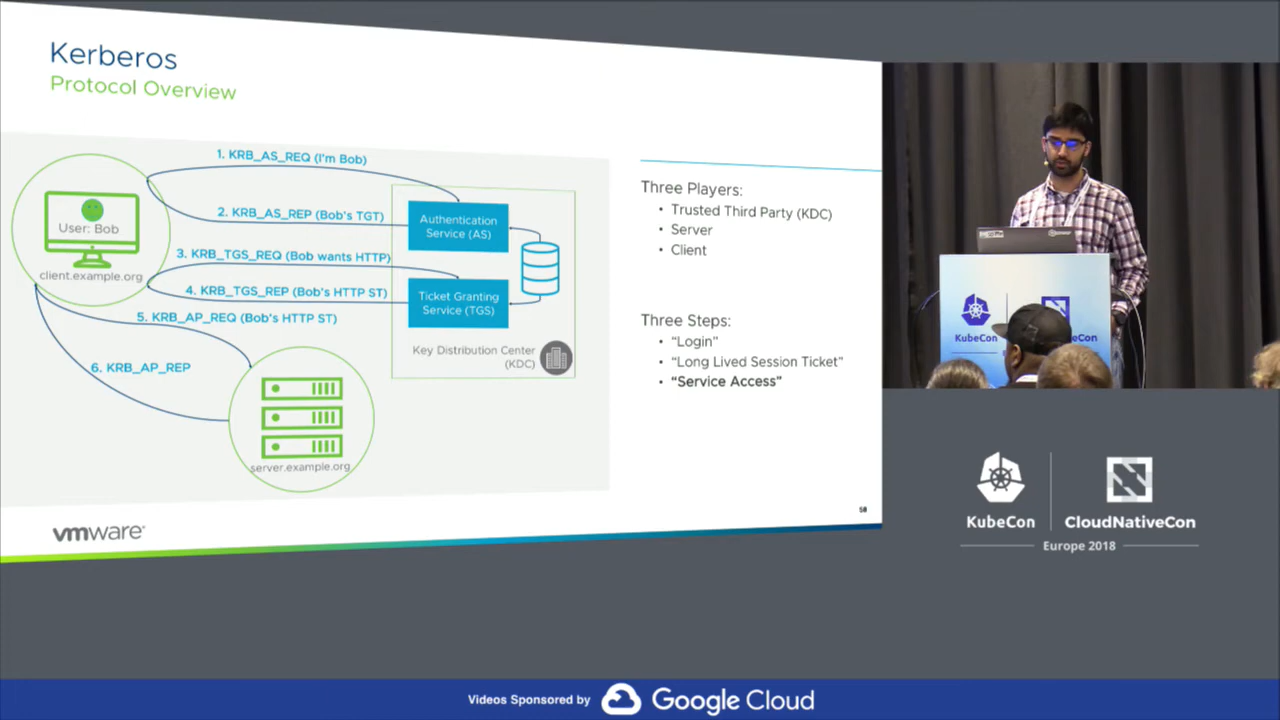 Kerberos
Protocol Overview
1. KRB_AS_REQ (I'm Bob)
2. KRB_AS_REP (Bob's TGT)
3. KRB_TGS_REQ (Bob wants HTTP)
4. KRB_TGS_REP (Bob's HTTP ST)
5. KRB_AP_REQ (Bob's HTTP ST)
6. KRB_AP_REP
User: Bob
client.example.org
Authentication
Service (AS)
Ticket Granting
Service (TGS)
Key Distribution Center
(KDC)
server.example.org
Three Players:
• Trusted Third Party (KDC)
• Server
• Client
Three Steps:
• "Login"
• "Long Lived Session Ticket"
• "Service Access"
50
vmware
KubeCon
KubeCon
CloudNativeCon
Europe 2018
Videos Sponsored by
Google Cloud